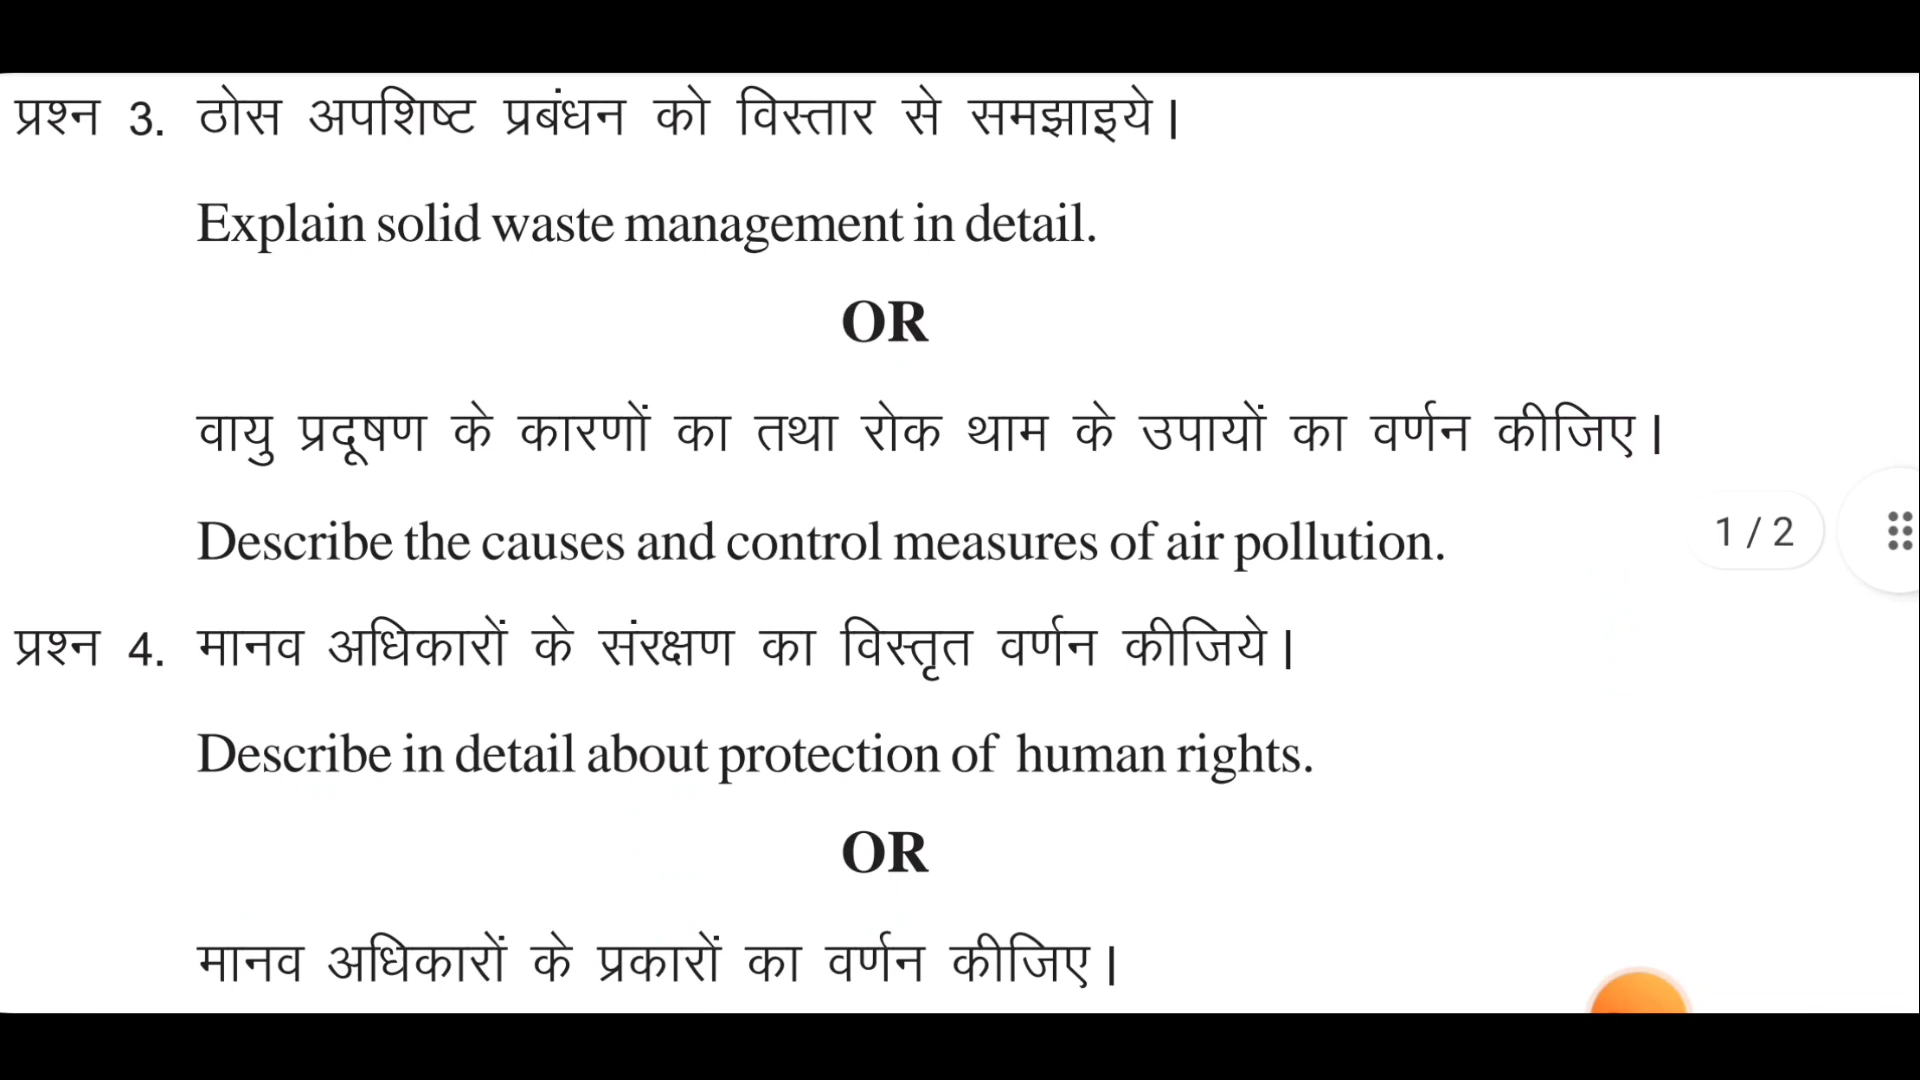 प्रश्न 3. ठोस अपशिष्ट प्रबंधन को विस्तार से समझाइये।
Explain solid waste management in detail.
OR
वायु प्रदूषण के कारणों का तथा रोक थाम के उपायों का वर्णन कीजिए।
Describe the causes and control measures of air pollution.
1 / 2
प्रश्न 4. मानव अधिकारों के संरक्षण का विस्तृत वर्णन कीजिये।
Describe in detail about protection of human rights.
OR
मानव अधिकारों के प्रकारों का वर्णन कीजिए।